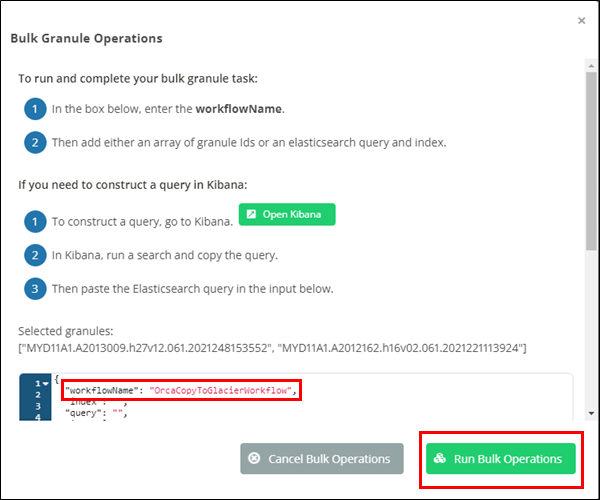 ×
Bulk Granule Operations
To run and complete your bulk granule task:
1 In the box below, enter the workflowName.
2 Then add either an array of granule Ids or an elasticsearch query and index.
If you need to construct a query in Kibana:
1 To construct a query, go to Kibana. Open Kibana
2 In Kibana, run a search and copy the query.
3 Then paste the Elasticsearch query in the input below.
Selected granules:
["MYD11A1.A2013009.h27v12.061.2021248153552", "MYD11A1.A2012162.h16v02.061.2021221113924"]
1 {
2 "workflowName": "OrcaCopyToGlacierWorkflow",
3 "index": "",
4 "query": "",
Cancel Bulk Operations Run Bulk Operations